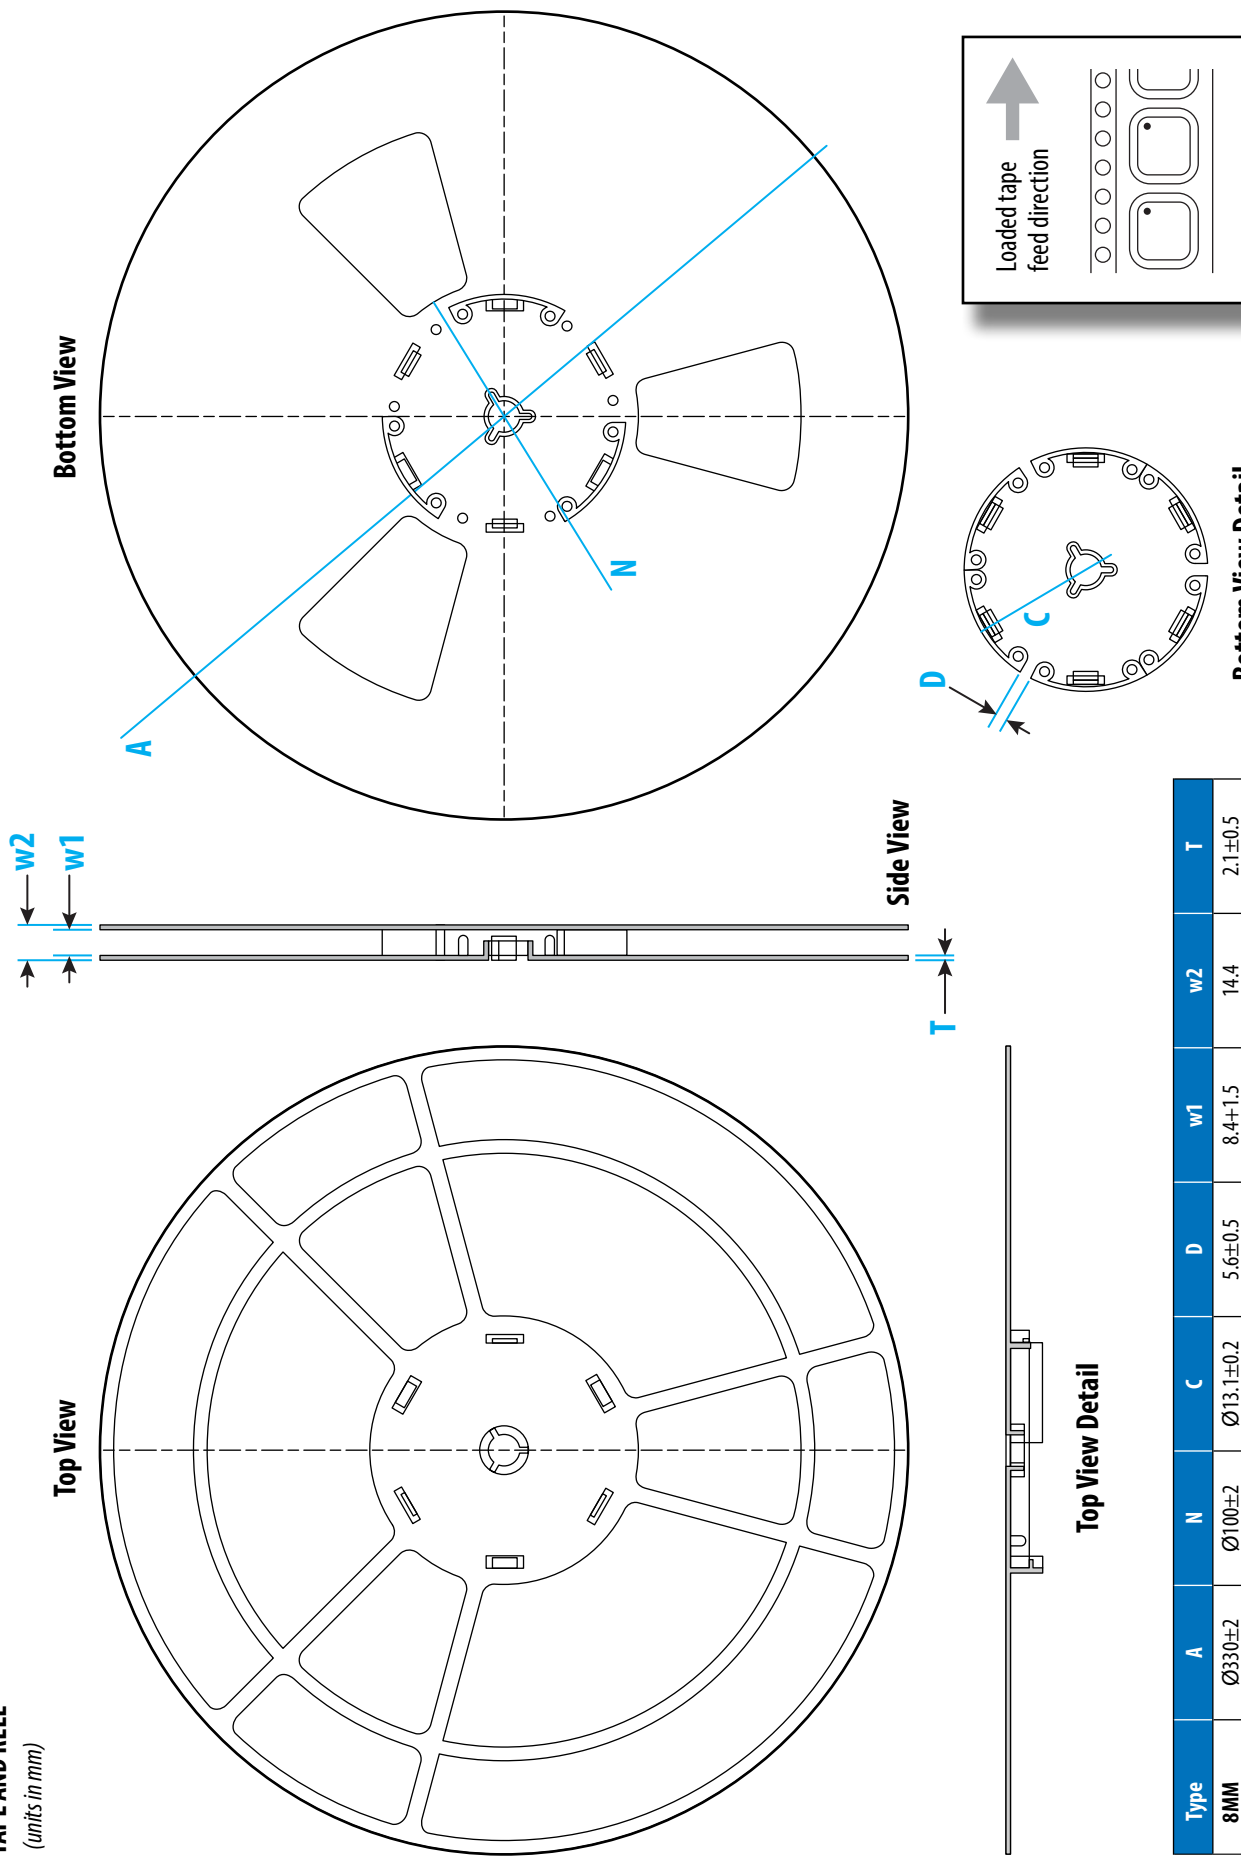 TAPE AND REEL
(units in mm)
Top View
Bottom View
w2
w1
A
N
T
Side View
D
C
Top View Detail
Bottom View Detail
Loaded tape
feed direction
Type A N C D w1 w2 T
8MM Ø330±2 Ø100±2 Ø13.1±0.2 5.6±0.5 8.4+1.5 14.4 2.1±0.5